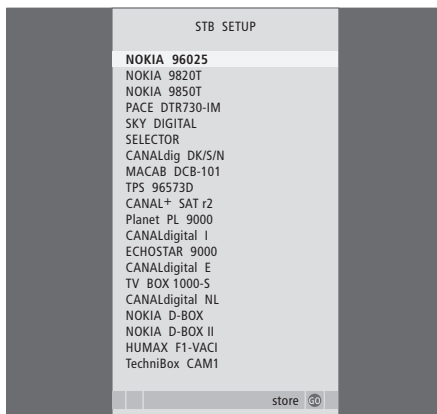 STB SETUP
NOKIA 96025
NOKIA 9820T
NOKIA 9850T
PACE DTR730-IM
SKY DIGITAL
SELECTOR
CANALdig DK/S/N
MACAB DCB-101
TPS 96573D
CANAL+ SAT r2
Planet PL 9000
CANALdigital I
ECHOSTAR 9000
CANALdigital E
TV BOX 1000-S
CANALdigital NL
NOKIA D-BOX
NOKIA D-BOX II
HUMAX F1-VACI
TechniBox CAM1
store GO